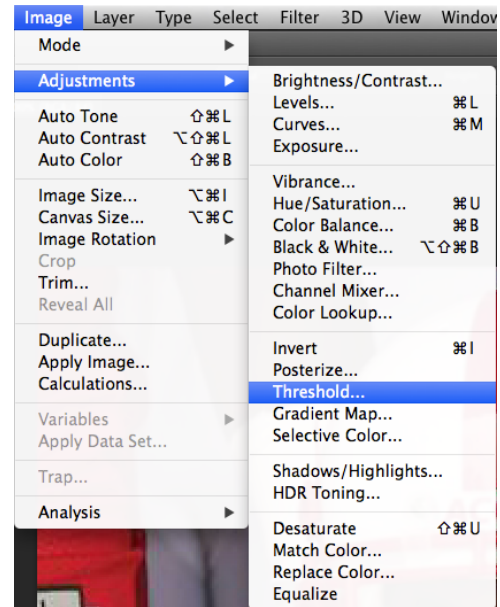 Image Layer Type Select Filter 3D View Window
Mode ▶
Adjustments ▶
Auto Tone ⇧⌘L
Auto Contrast ⌥⇧⌘L
Auto Color ⇧⌘B
Image Size... ⌥⌘I
Canvas Size... ⌥⌘C
Image Rotation ▶
Crop
Trim...
Reveal All
Duplicate...
Apply Image...
Calculations...
Variables ▶
Apply Data Set...
Trap...
Analysis ▶
Brightness/Contrast...
Levels... ⌘L
Curves... ⌘M
Exposure...
Vibrance...
Hue/Saturation... ⌘U
Color Balance... ⌘B
Black & White... ⌥⇧⌘B
Photo Filter...
Channel Mixer...
Color Lookup...
Invert ⌘I
Posterize...
Threshold...
Gradient Map...
Selective Color...
Shadows/Highlights...
HDR Toning...
Desaturate ⇧⌘U
Match Color...
Replace Color...
Equalize